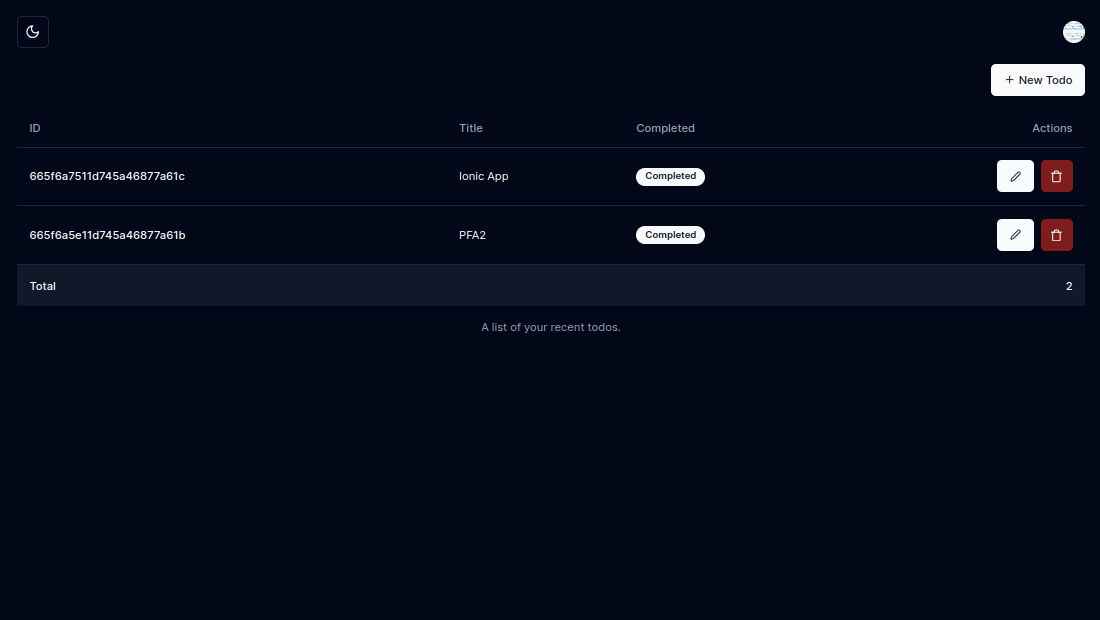 New Todo
ID Title Completed Actions
665f6a7511d745a46877a61c Ionic App Completed
665f6a5e11d745a46877a61b PFA2 Completed
Total 2
A list of your recent todos.